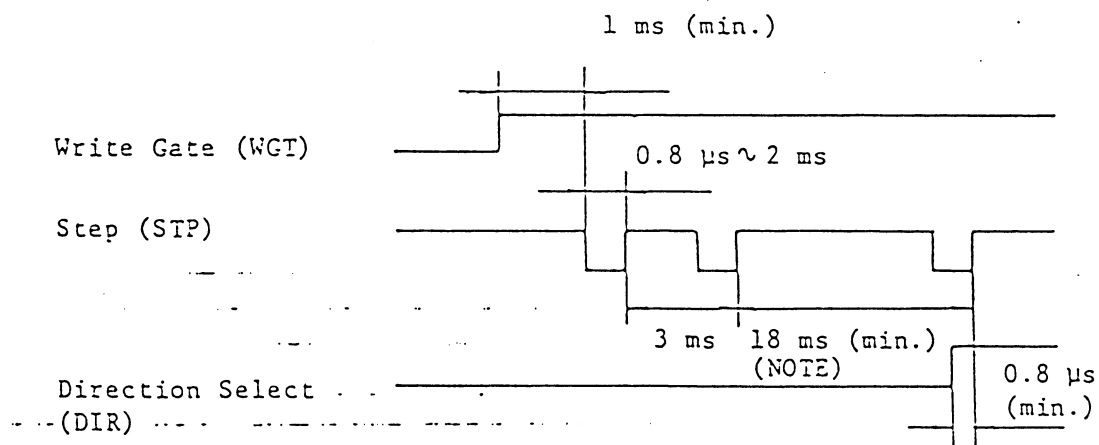 1 ms (min.)
Write Gate (WGT)
0.8 μs ~ 2 ms
Step (STP)
3 ms 18 ms (min.)
(NOTE)
Direction Select
(DIR)
0.8 μs
(min.)